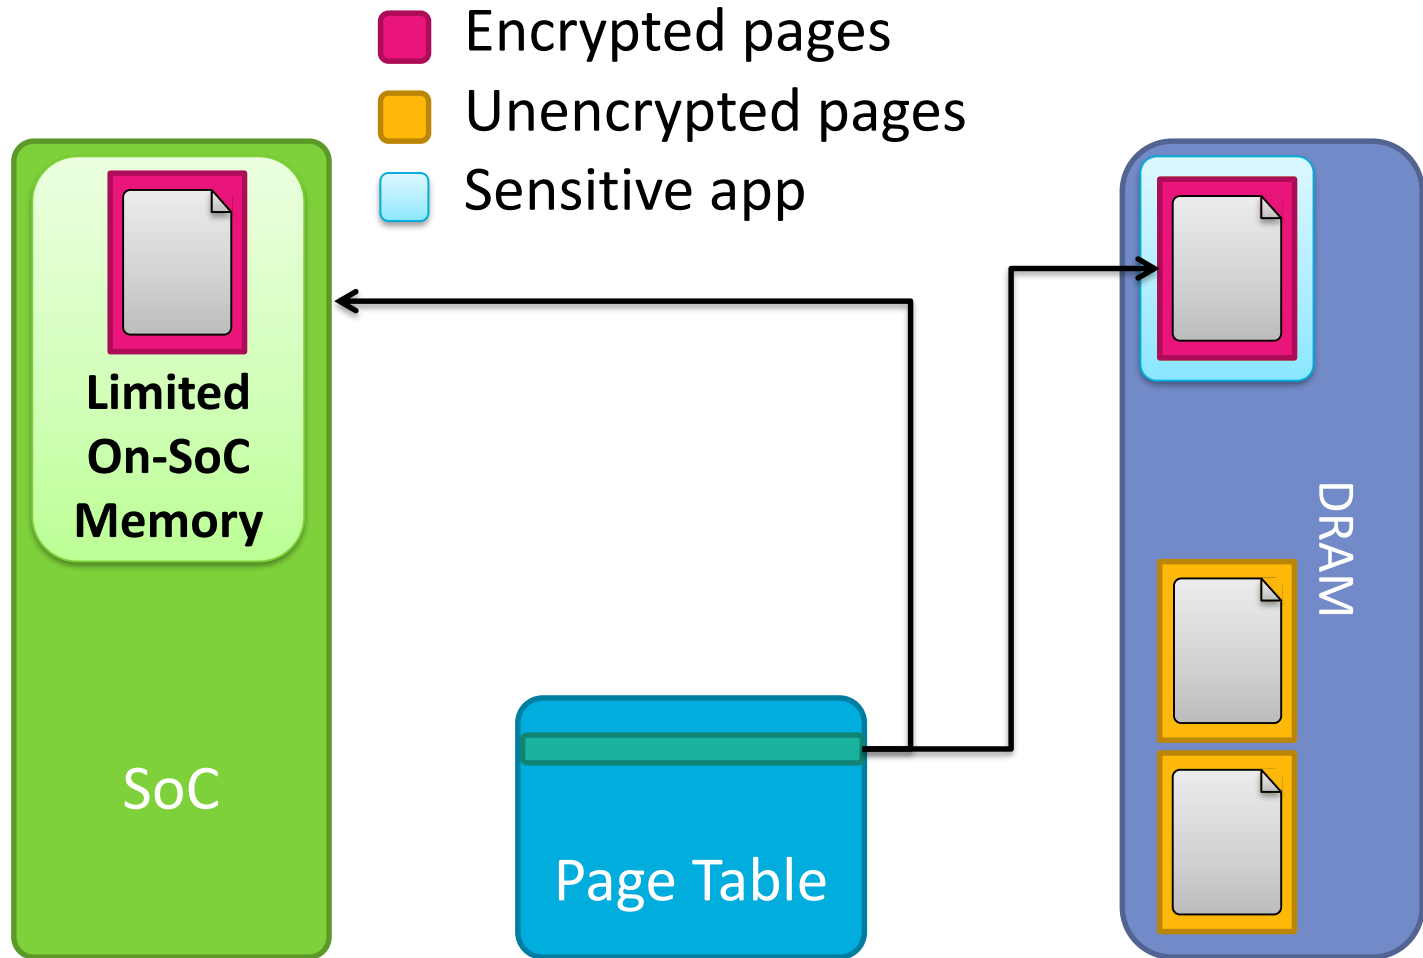 Encrypted pages
Unencrypted pages
Sensitive app
Limited
On-SoC
Memory
SoC
Page Table
DRAM